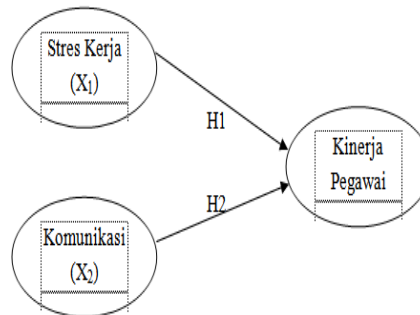 Stres Kerja
(X₁)
H1
Kinerja
Pegawai
H2
Komunikasi
(X₂)